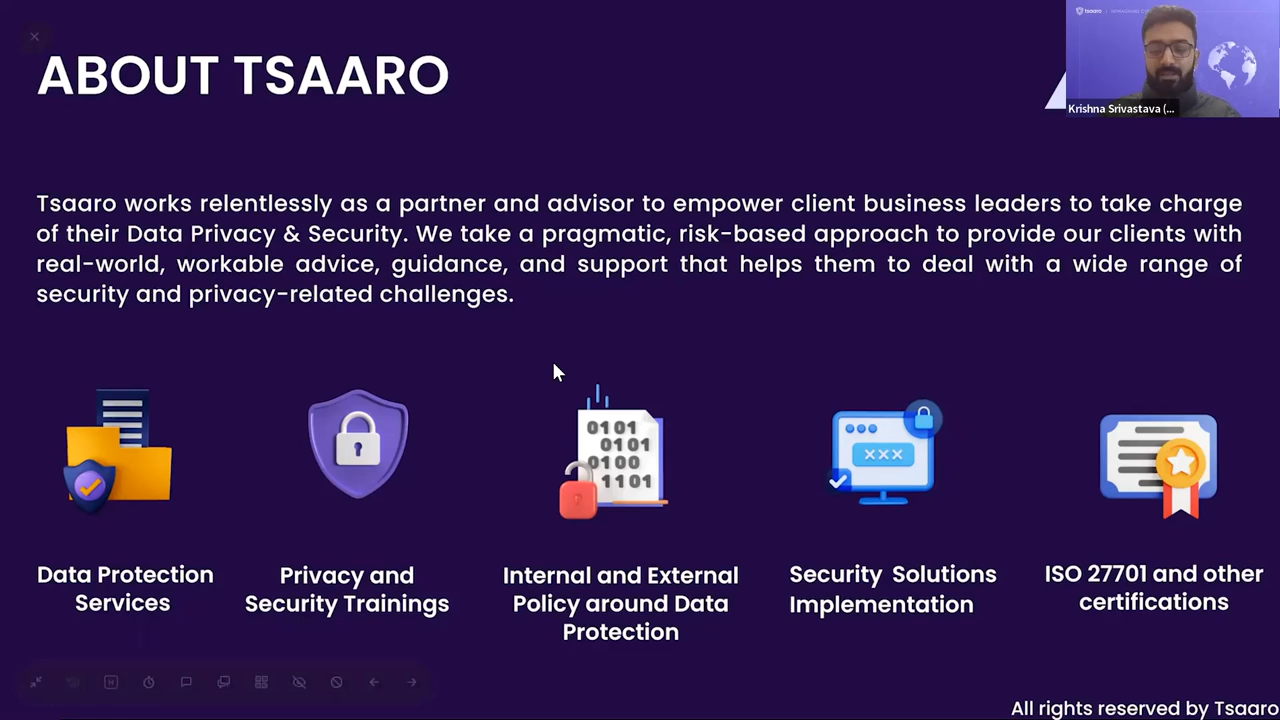 ABOUT TSAARO
tsaaro
Krishna Srivastava (...
Tsaaro works relentlessly as a partner and advisor to empower client business leaders to take charge
of their Data Privacy & Security. We take a pragmatic, risk-based approach to provide our clients with
real-world, workable advice, guidance, and support that helps them to deal with a wide range of
security and privacy-related challenges.
0101
0101
0100
1101
XXX
Data Protection
Services
Privacy and
Security Trainings
Internal and External
Policy around Data
Protection
Security Solutions
Implementation
ISO 27701 and other
certifications
All rights reserved by Tsaaro